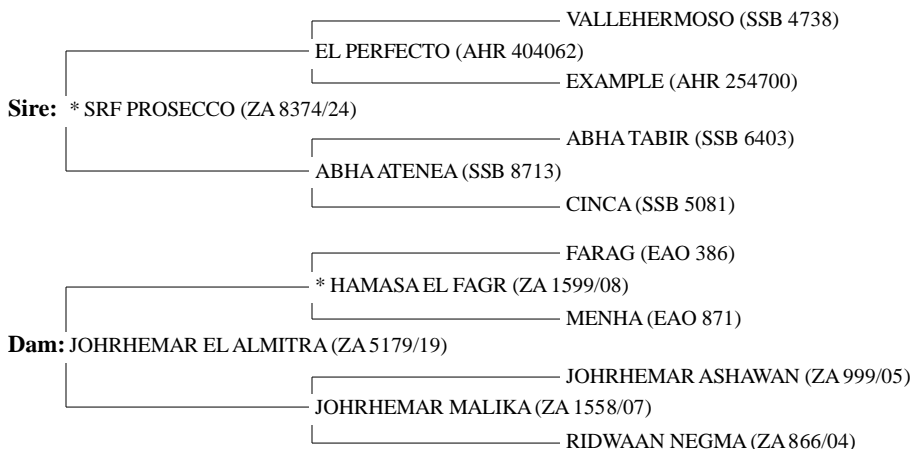 VALLEHERMOSO (SSB 4738)
EL PERFECTO (AHR 404062)
EXAMPLE (AHR 254700)
Sire: * SRF PROSECCO (ZA 8374/24)
ABHA TABIR (SSB 6403)
ABHA ATENEA (SSB 8713)
CINCA (SSB 5081)
FARAG (EAO 386)
* HAMASA EL FAGR (ZA 1599/08)
MENHA (EAO 871)
Dam: JOHRHEMAR EL ALMITRA (ZA 5179/19)
JOHRHEMAR ASHAWAN (ZA 999/05)
JOHRHEMAR MALIKA (ZA 1558/07)
RIDWAAN NEGMA (ZA 866/04)